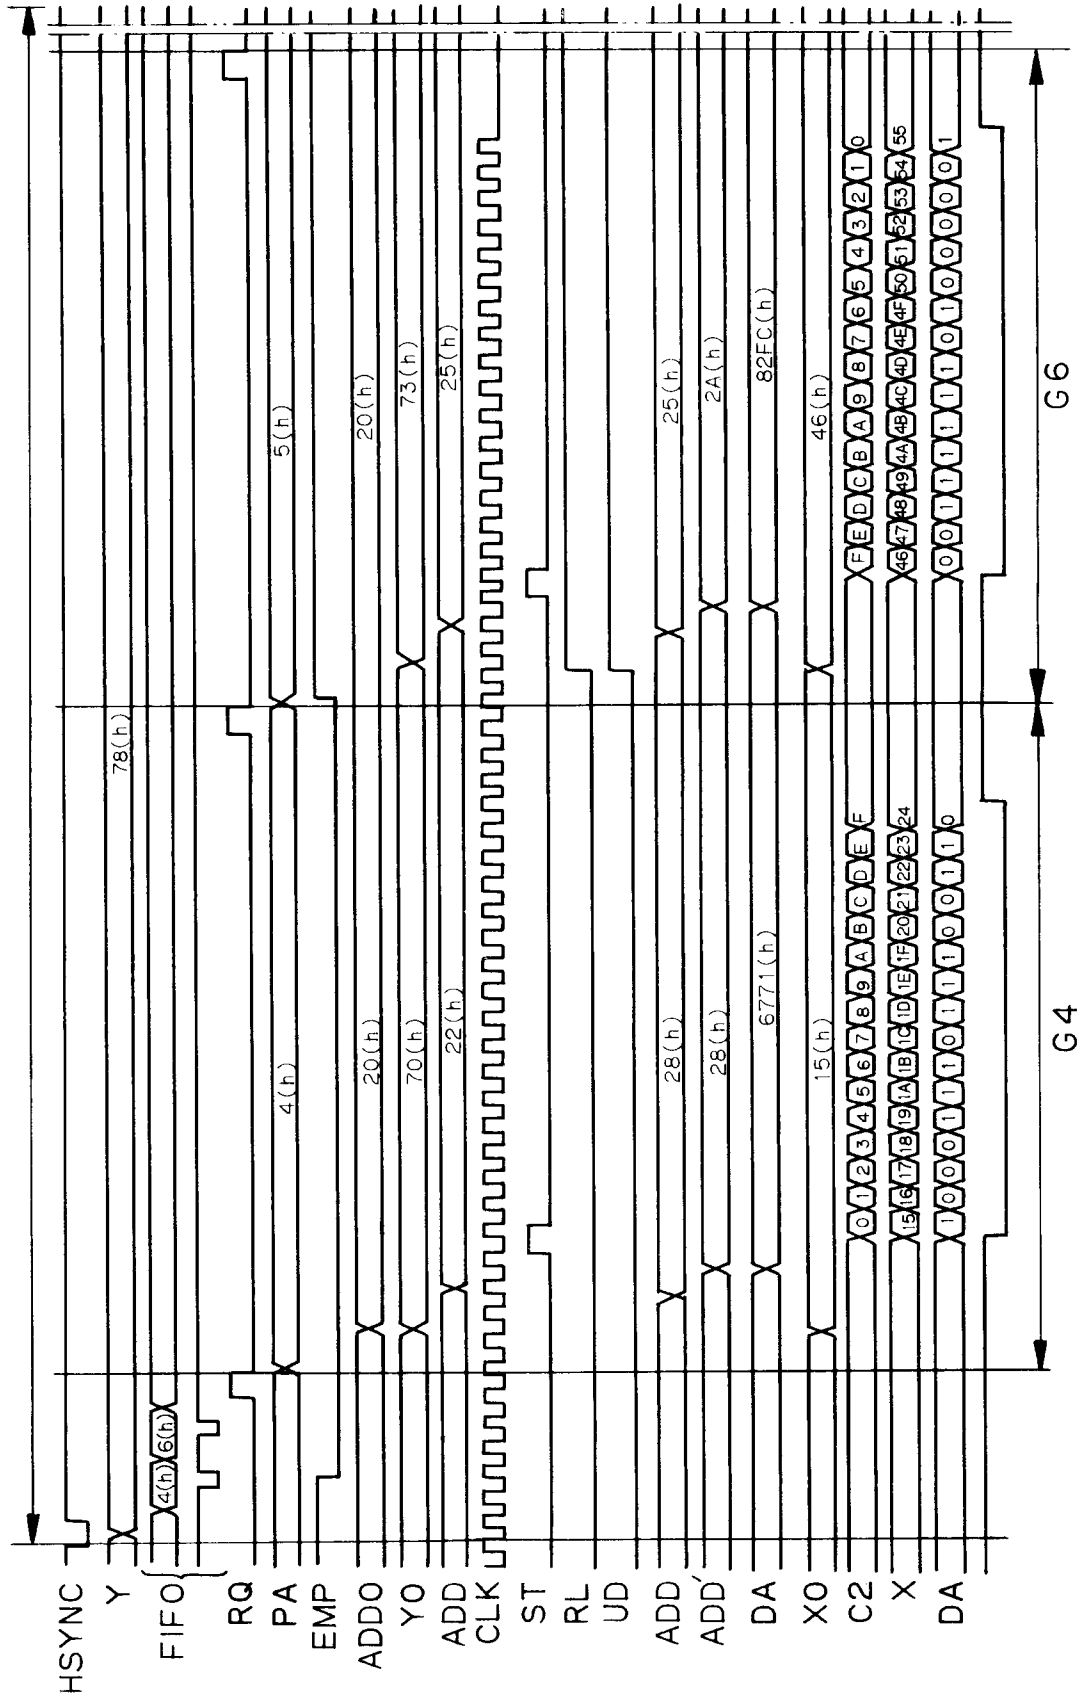 HSYNC
Y 78(h)
FIFO 4(h) 6(h)
RQ
PA 4(h) 5(h)
EMP
ADD0 20(h) 20(h)
Y0 70(h) 73(h)
ADD 22(h) 25(h)
CLK
ST
RL
UD
ADD 28(h) 25(h)
ADD′ 28(h) 2A(h)
DA 6771(h) 82FC(h)
X0 15(h) 46(h)
C2 0 1 2 3 4 5 6 7 8 9 A B C D E F F E D C B A 9 8 7 6 5 4 3 2 1 0
X 15 16 17 18 19 1A 1B 1C 1D 1E 1F 20 21 22 23 24 46 47 48 49 4A 4B 4C 4D 4E 4F 50 51 52 53 54 55
DA 1 0 0 0 1 1 1 0 1 1 1 0 0 1 1 0 0 0 1 1 1 1 1 1 0 1 0 0 0 0 0 1
G4 G6